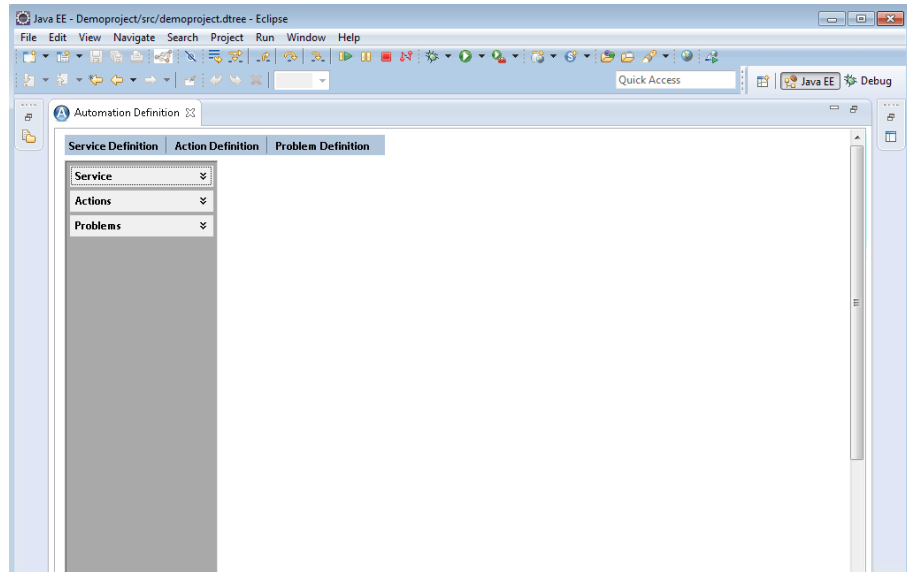 Java EE - Demoproject/src/demoproject.dtree - Eclipse
File Edit View Navigate Search Project Run Window Help
Quick Access
Java EE
Debug
Automation Definition
Service Definition Action Definition Problem Definition
Service
Actions
Problems